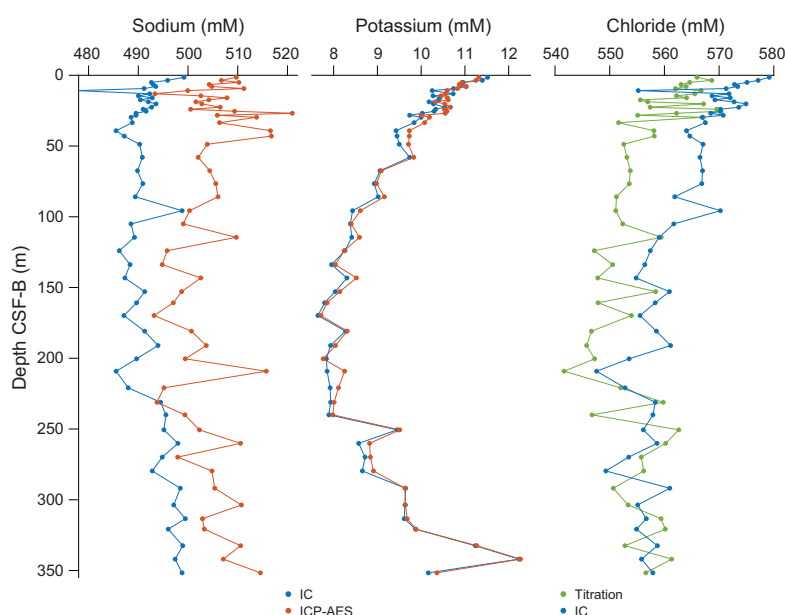 Sodium (mM) Potassium (mM) Chloride (mM)
480 490 500 510 520 8 9 10 11 12 540 550 560 570 580
0
50
100
150
200
250
300
350
Depth CSF-B (m)
IC Titration
ICP-AES IC